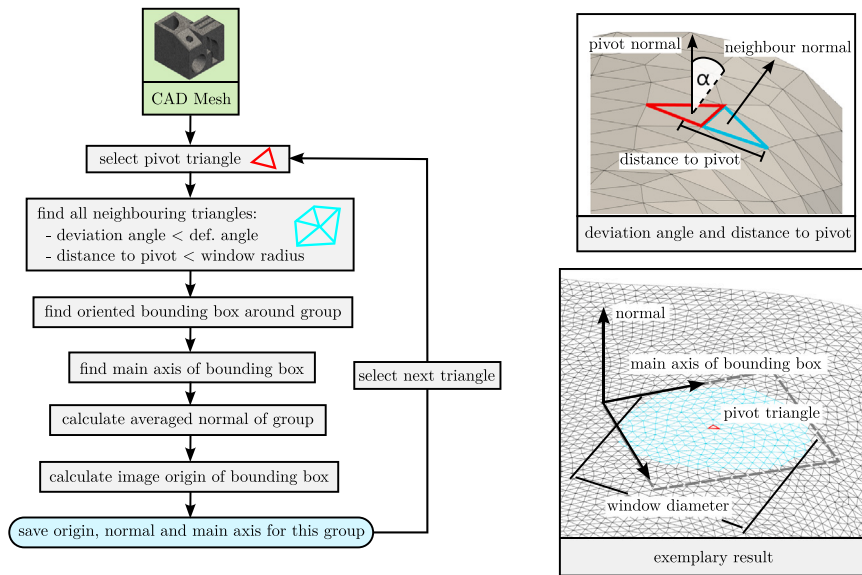 CAD Mesh
select pivot triangle
find all neighbouring triangles:
- deviation angle < def. angle
- distance to pivot < window radius
find oriented bounding box around group
find main axis of bounding box
select next triangle
calculate averaged normal of group
calculate image origin of bounding box
save origin, normal and main axis for this group
pivot normal
neighbour normal
α
distance to pivot
deviation angle and distance to pivot
normal
main axis of bounding box
pivot triangle
window diameter
exemplary result